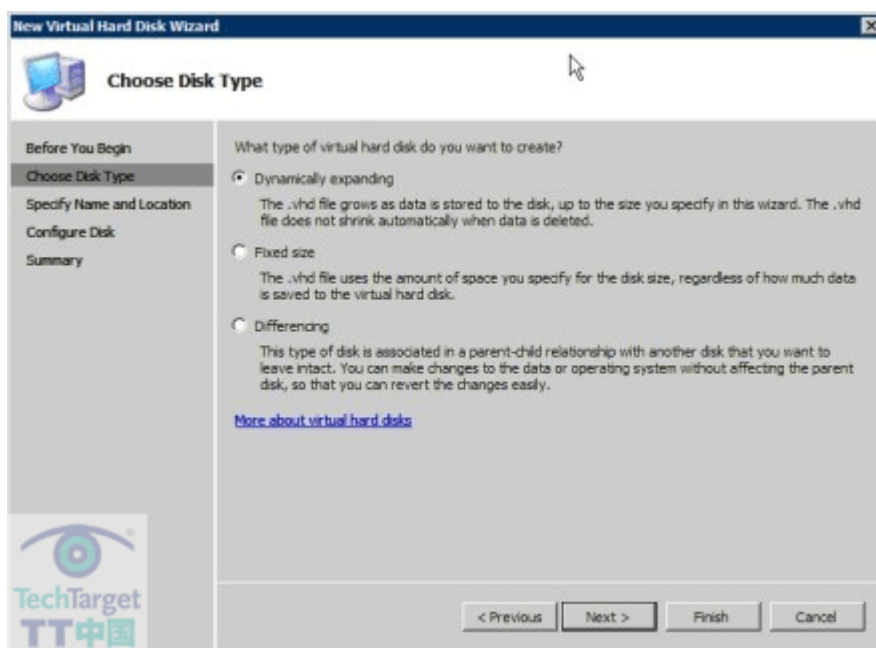 New Virtual Hard Disk Wizard
Choose Disk Type
Before You Begin
Choose Disk Type
Specify Name and Location
Configure Disk
Summary
What type of virtual hard disk do you want to create?
Dynamically expanding
The .vhd file grows as data is stored to the disk, up to the size you specify in this wizard. The .vhd
file does not shrink automatically when data is deleted.
Fixed size
The .vhd file uses the amount of space you specify for the disk size, regardless of how much data
is saved to the virtual hard disk.
Differencing
This type of disk is associated in a parent-child relationship with another disk that you want to
leave intact. You can make changes to the data or operating system without affecting the parent
disk, so that you can revert the changes easily.
More about virtual hard disks
TechTarget
TT中国
< Previous
Next >
Finish
Cancel